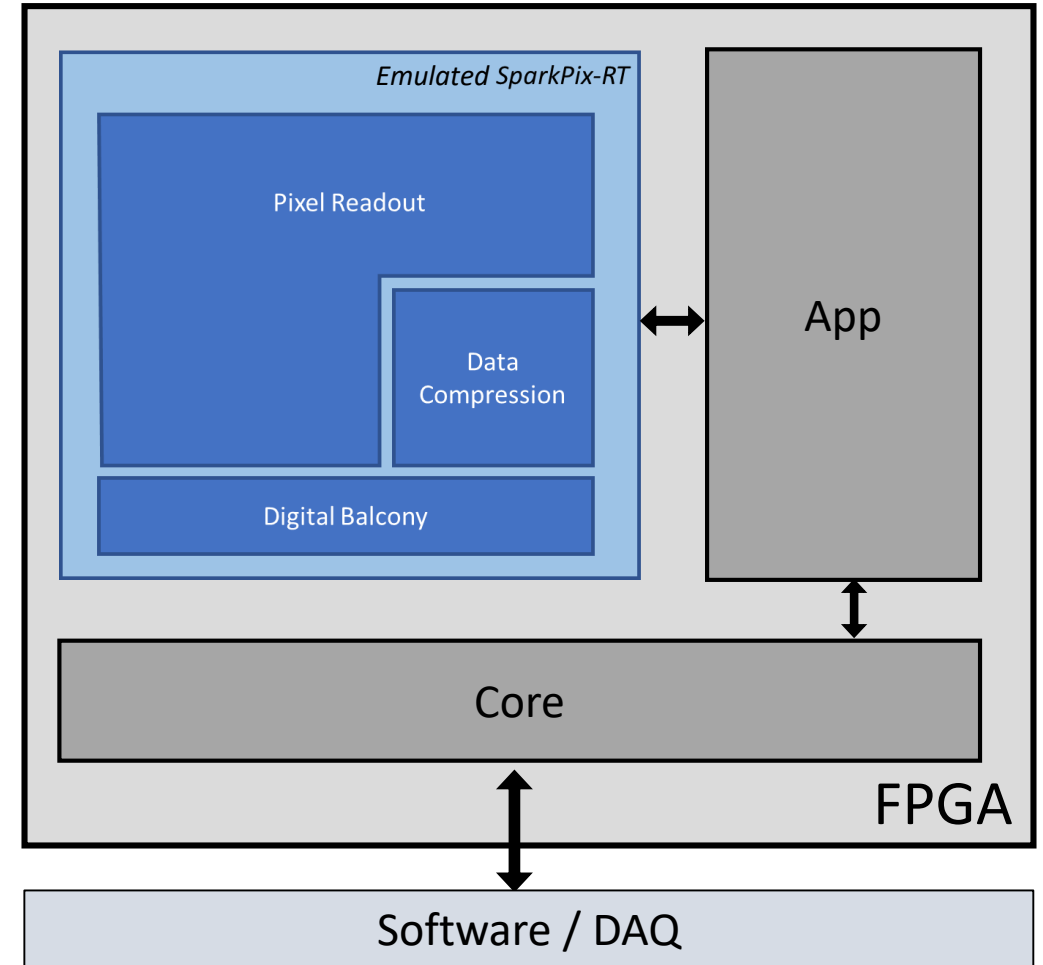 Emulated SparkPix-RT
Pixel Readout
Data
Compression
Digital Balcony
App
Core
FPGA
Software / DAQ